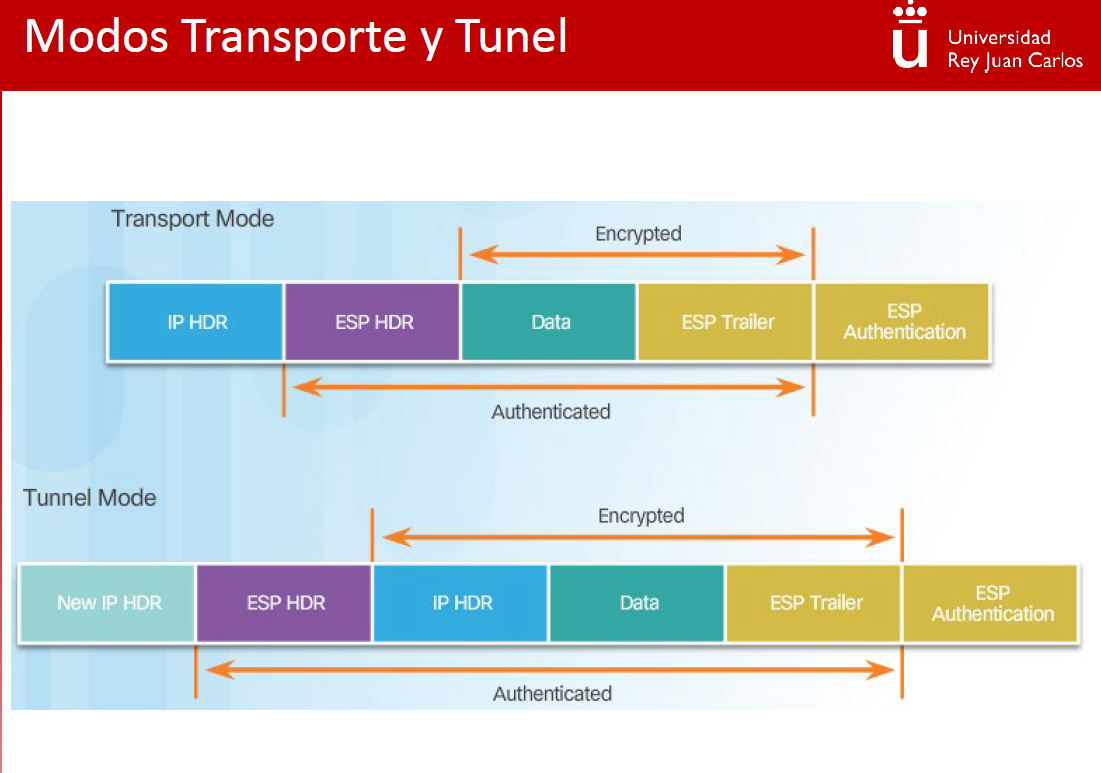 Modos Transporte y Tunel
Universidad
Rey Juan Carlos
Transport Mode
Encrypted
IP HDR
ESP HDR
Data
ESP Trailer
ESP
Authentication
Authenticated
Tunnel Mode
Encrypted
New IP HDR
ESP HDR
IP HDR
Data
ESP Trailer
ESP
Authentication
Authenticated